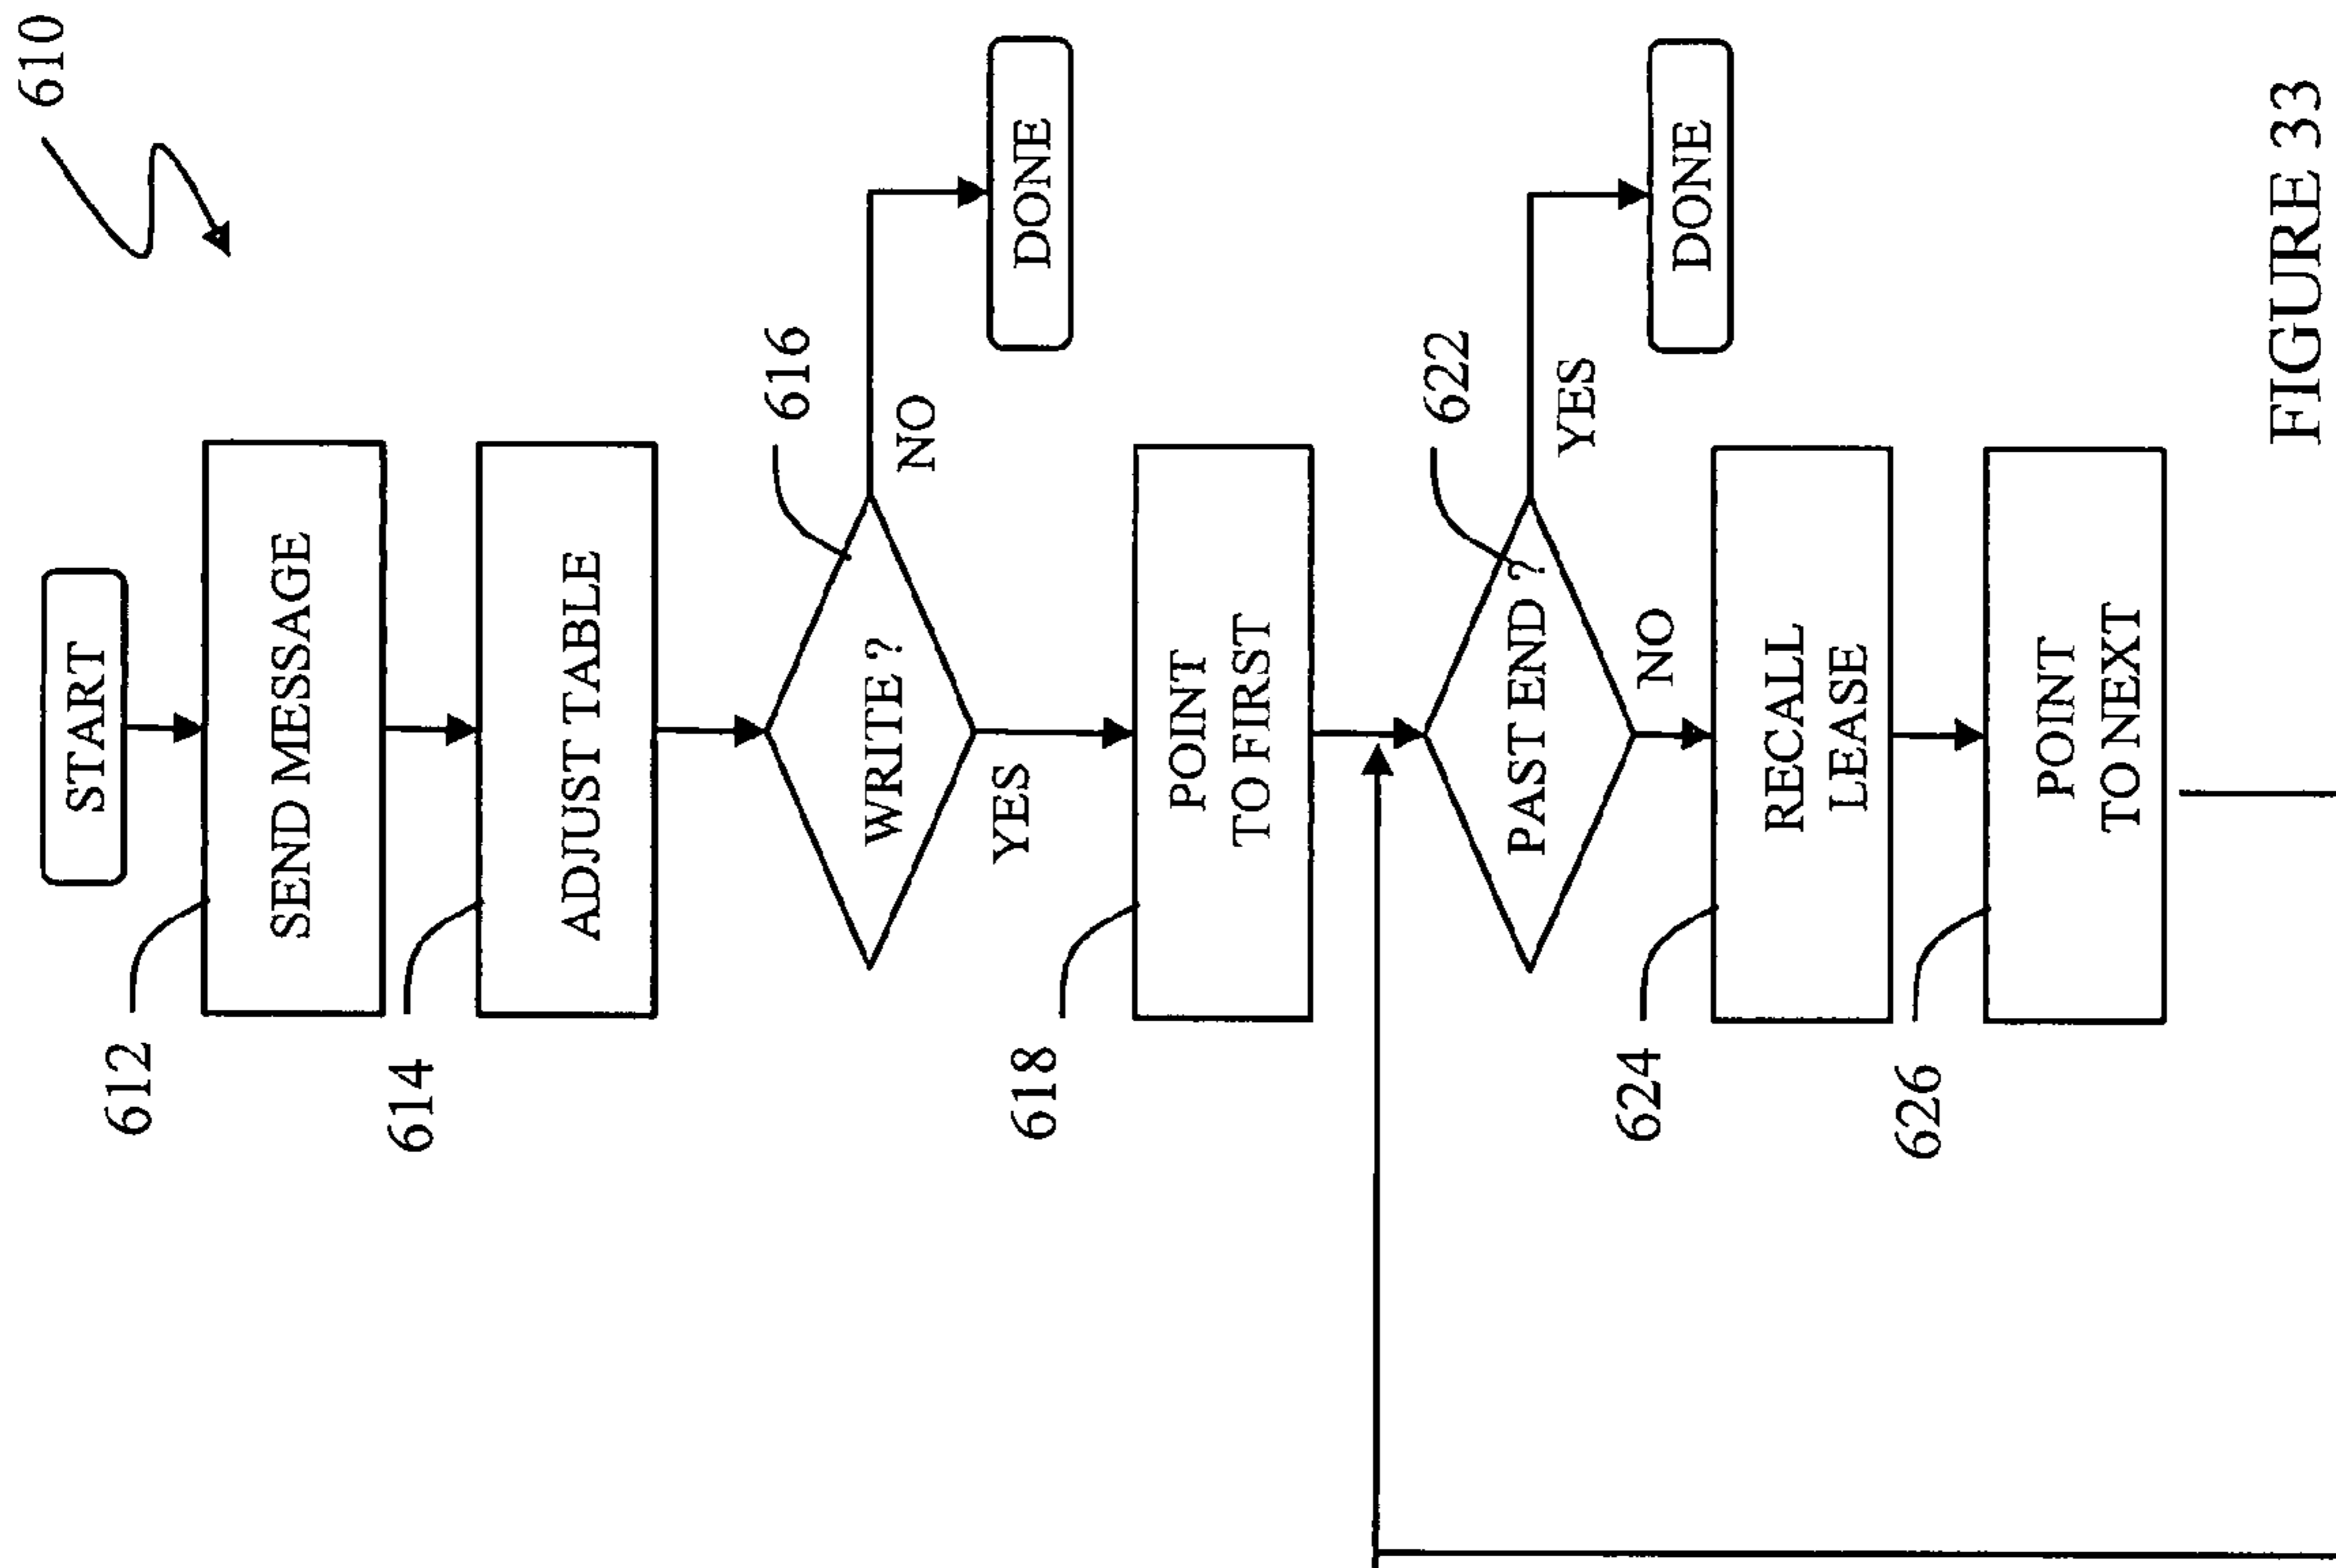 610
START
612
SEND MESSAGE
614
ADJUST TABLE
616
WRITE ?
NO
DONE
YES
618
POINT
TO FIRST
622
PAST END ?
YES
DONE
NO
624
RECALL
LEASE
626
POINT
TO NEXT
FIGURE 33